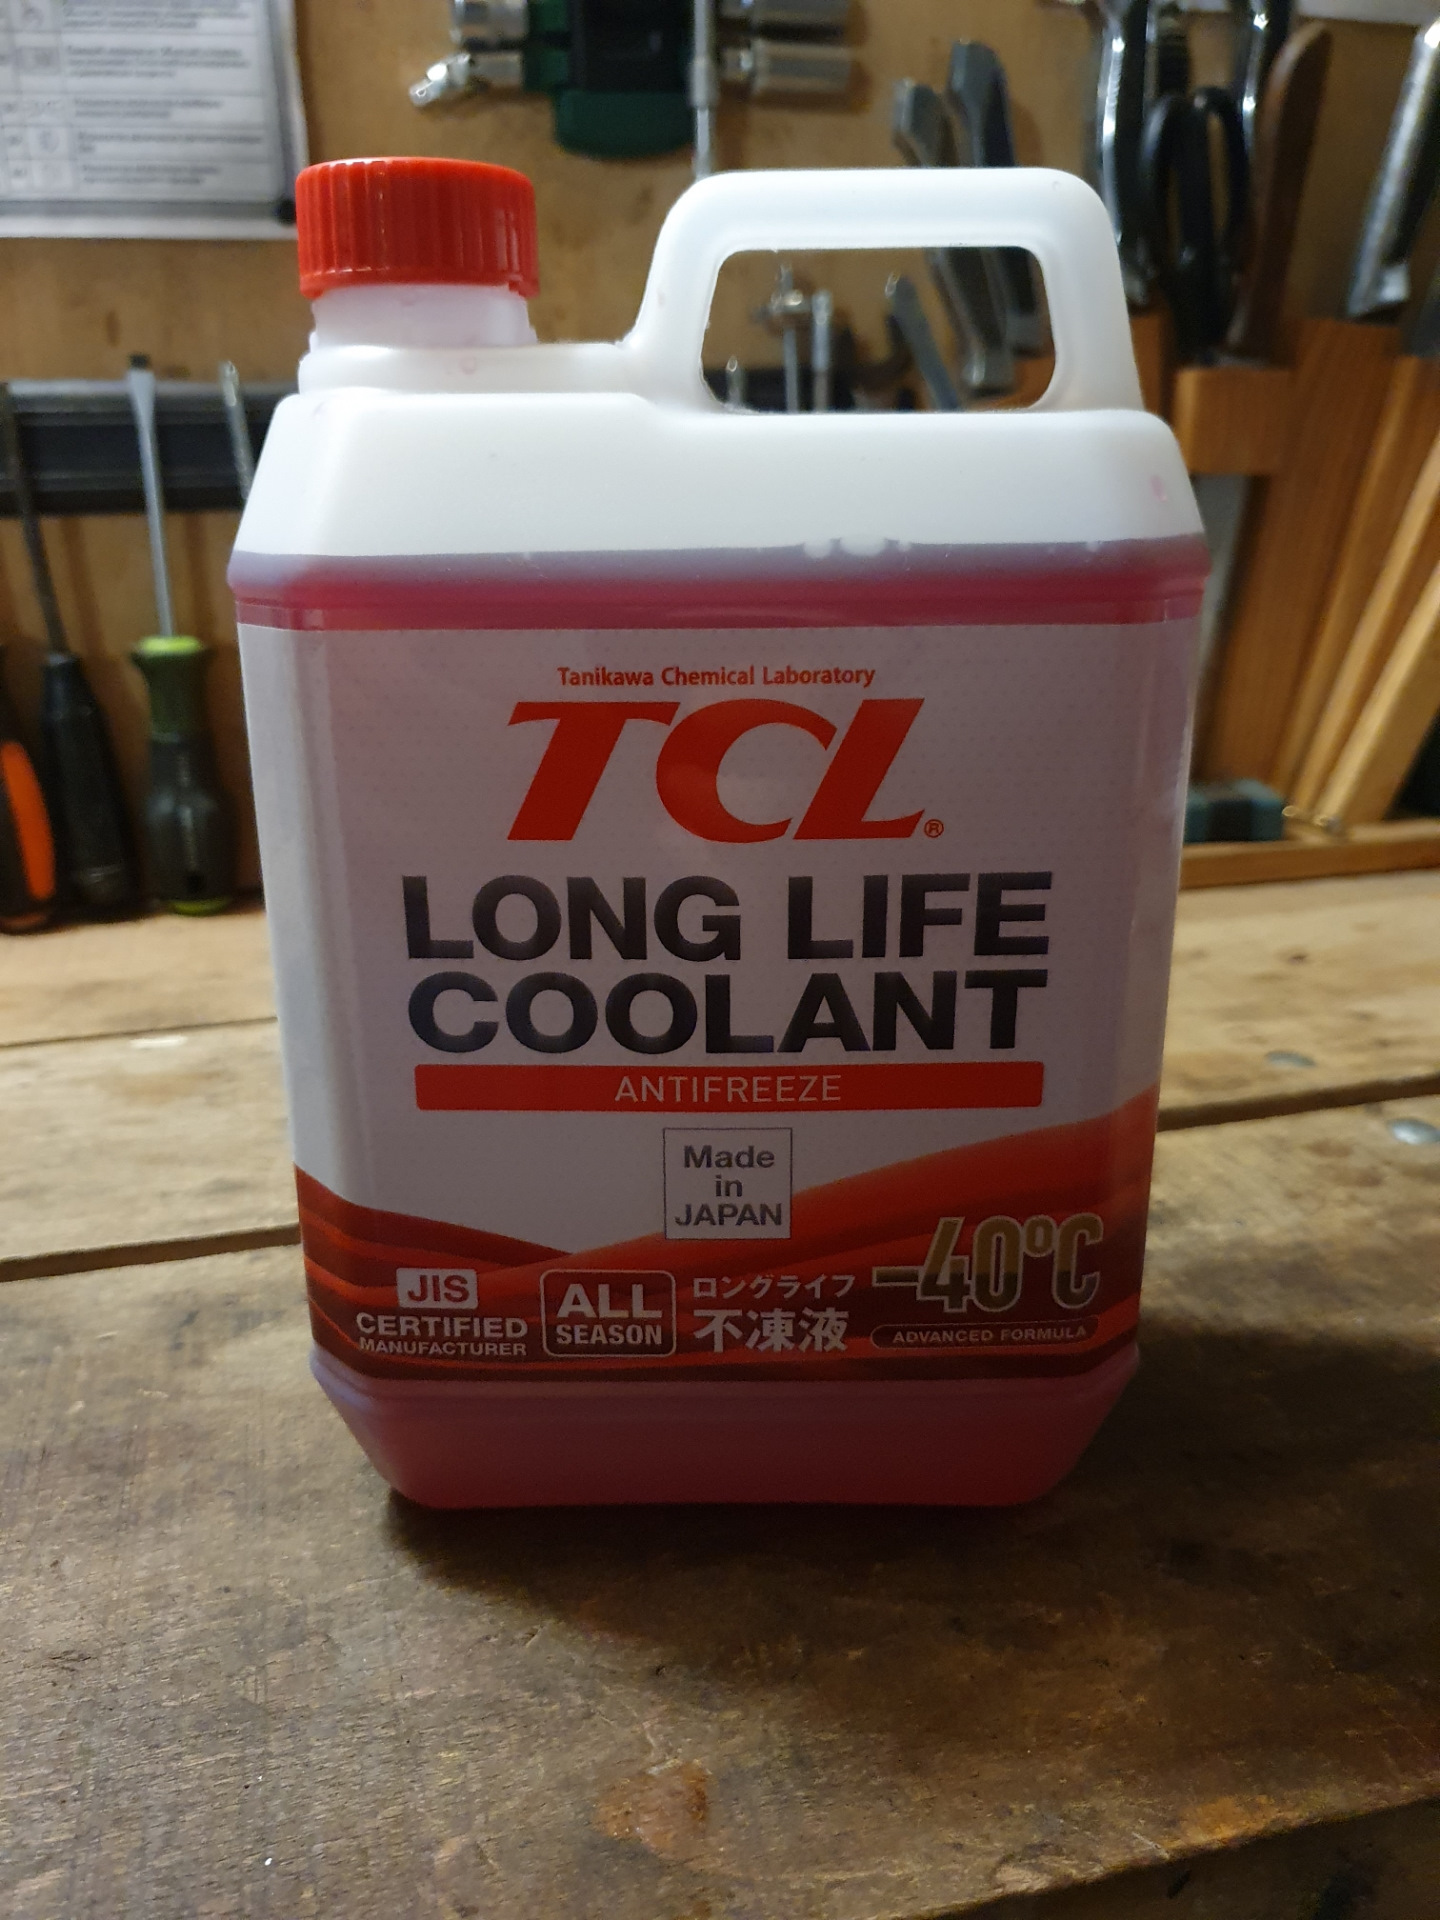 Tanikawa Chemical Laboratory
TCL®
LONG LIFE
COOLANT
ANTIFREEZE
Made
in
JAPAN
JIS
CERTIFIED
MANUFACTURER
ALL
SEASON
ロングライフ
不凍液
-40°C
ADVANCED FORMULA